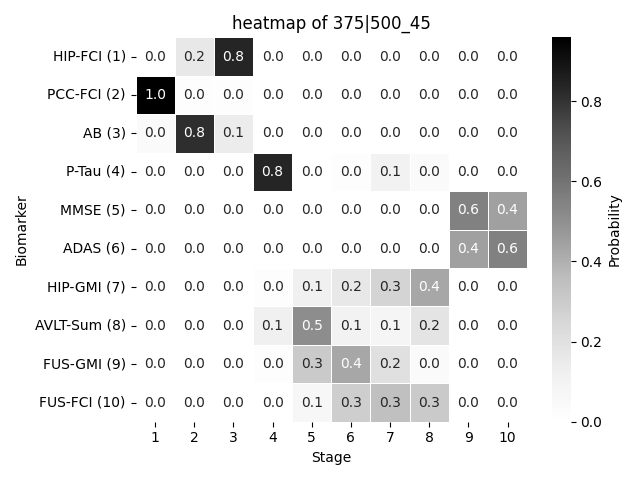 heatmap of 375|500_45
HIP-FCI (1) 0.0 0.2 0.8 0.0 0.0 0.0 0.0 0.0 0.0 0.0
PCC-FCI (2) 1.0 0.0 0.0 0.0 0.0 0.0 0.0 0.0 0.0 0.0
AB (3) 0.0 0.8 0.1 0.0 0.0 0.0 0.0 0.0 0.0 0.0
P-Tau (4) 0.0 0.0 0.0 0.8 0.0 0.0 0.1 0.0 0.0 0.0
MMSE (5) 0.0 0.0 0.0 0.0 0.0 0.0 0.0 0.0 0.6 0.4
ADAS (6) 0.0 0.0 0.0 0.0 0.0 0.0 0.0 0.0 0.4 0.6
HIP-GMI (7) 0.0 0.0 0.0 0.0 0.1 0.2 0.3 0.4 0.0 0.0
AVLT-Sum (8) 0.0 0.0 0.0 0.1 0.5 0.1 0.1 0.2 0.0 0.0
FUS-GMI (9) 0.0 0.0 0.0 0.0 0.3 0.4 0.2 0.0 0.0 0.0
FUS-FCI (10) 0.0 0.0 0.0 0.0 0.1 0.3 0.3 0.3 0.0 0.0
1 2 3 4 5 6 7 8 9 10
Stage
Biomarker
0.8
0.6
0.4
0.2
0.0
Probability